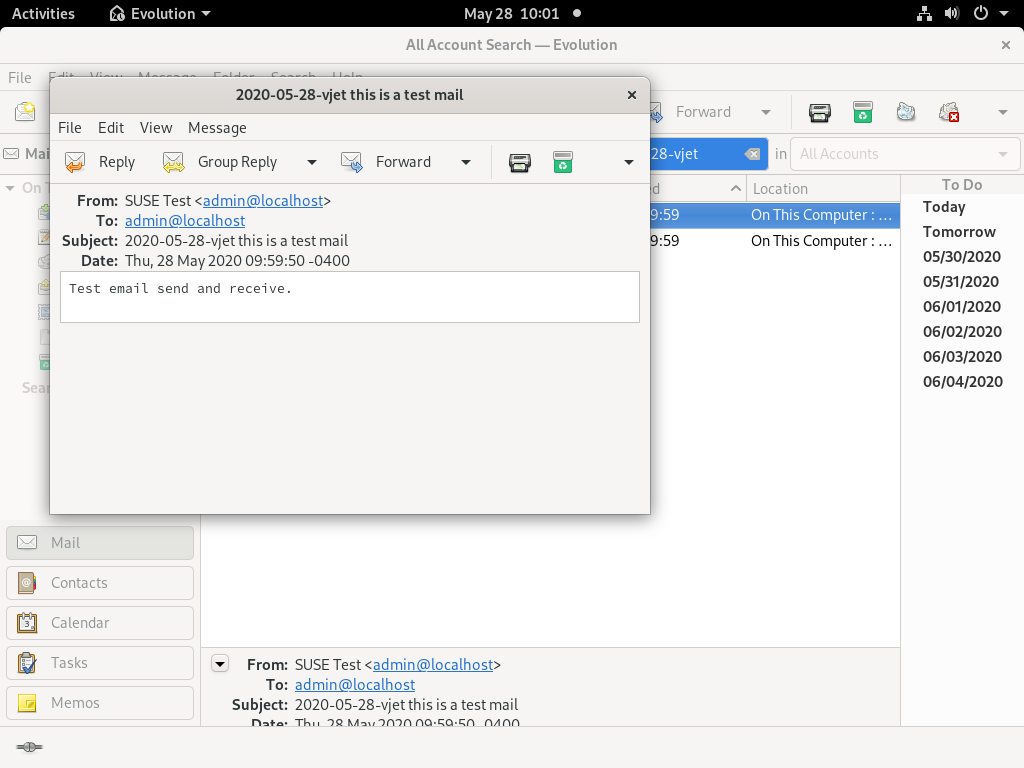 Activities Evolution May 28 10:01
All Account Search — Evolution
File Edit View Message Folder Search Help
2020-05-28-vjet this is a test mail
File Edit View Message
Reply Group Reply Forward
From: SUSE Test <admin@localhost>
To: admin@localhost
Subject: 2020-05-28-vjet this is a test mail
Date: Thu, 28 May 2020 09:59:50 -0400
Test email send and receive.
Forward
28-vjet in All Accounts
Location
9:59 On This Computer : ...
9:59 On This Computer : ...
To Do
Today
Tomorrow
05/30/2020
05/31/2020
06/01/2020
06/02/2020
06/03/2020
06/04/2020
Mail
Contacts
Calendar
Tasks
Memos
From: SUSE Test <admin@localhost>
To: admin@localhost
Subject: 2020-05-28-vjet this is a test mail
Date: Thu, 28 May 2020 09:59:50 -0400